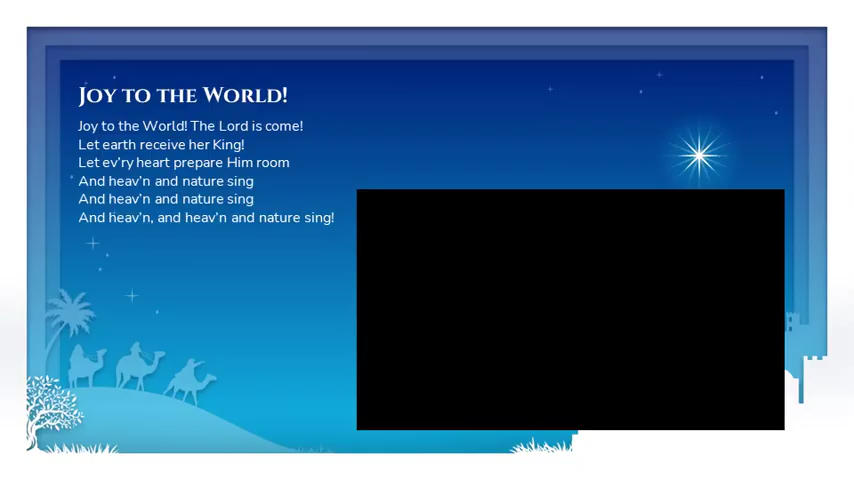 Joy to the World!
Joy to the World! The Lord is come!
Let earth receive her King!
Let ev’ry heart prepare Him room
And heav’n and nature sing
And heav’n and nature sing
And heav’n, and heav’n and nature sing!